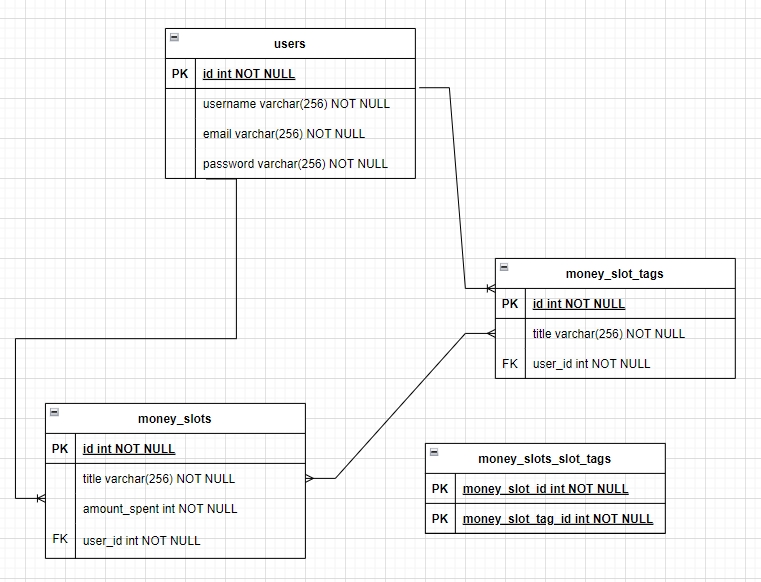 users
PK id int NOT NULL
username varchar(256) NOT NULL
email varchar(256) NOT NULL
password varchar(256) NOT NULL
money_slot_tags
PK id int NOT NULL
title varchar(256) NOT NULL
FK user_id int NOT NULL
money_slots
PK id int NOT NULL
title varchar(256) NOT NULL
amount_spent int NOT NULL
FK user_id int NOT NULL
money_slots_slot_tags
PK money_slot_id int NOT NULL
PK money_slot_tag_id int NOT NULL